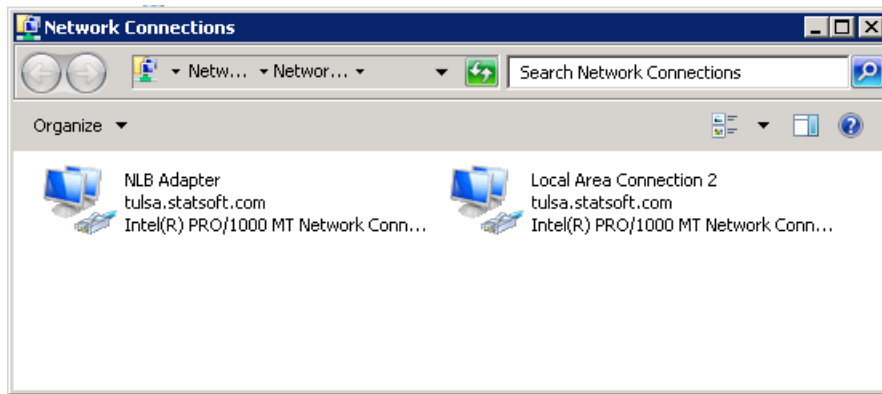 Network Connections
Netw... Networ... Search Network Connections
Organize
NLB Adapter
tulsa.statsoft.com
Intel(R) PRO/1000 MT Network Conn...
Local Area Connection 2
tulsa.statsoft.com
Intel(R) PRO/1000 MT Network Conn...